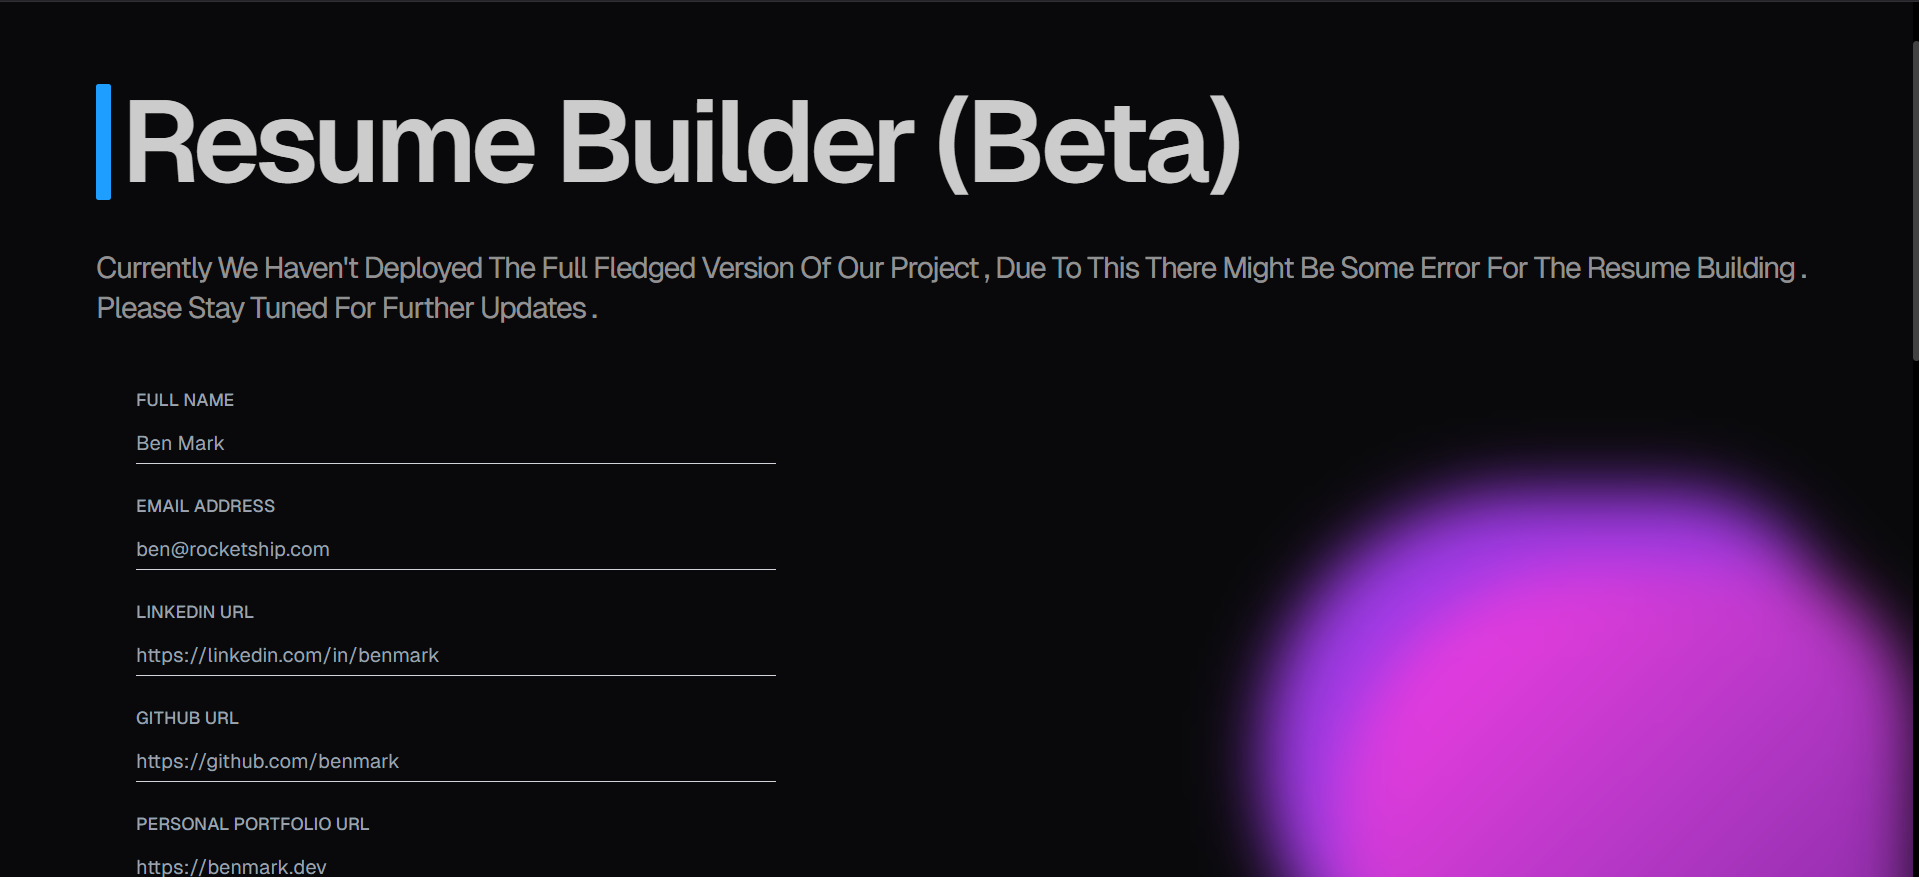 Resume Builder (Beta)
Currently We Haven't Deployed The Full Fledged Version Of Our Project , Due To This There Might Be Some Error For The Resume Building .
Please Stay Tuned For Further Updates .
FULL NAME
Ben Mark
EMAIL ADDRESS
ben@rocketship.com
LINKEDIN URL
https://linkedin.com/in/benmark
GITHUB URL
https://github.com/benmark
PERSONAL PORTFOLIO URL
https://benmark.dev